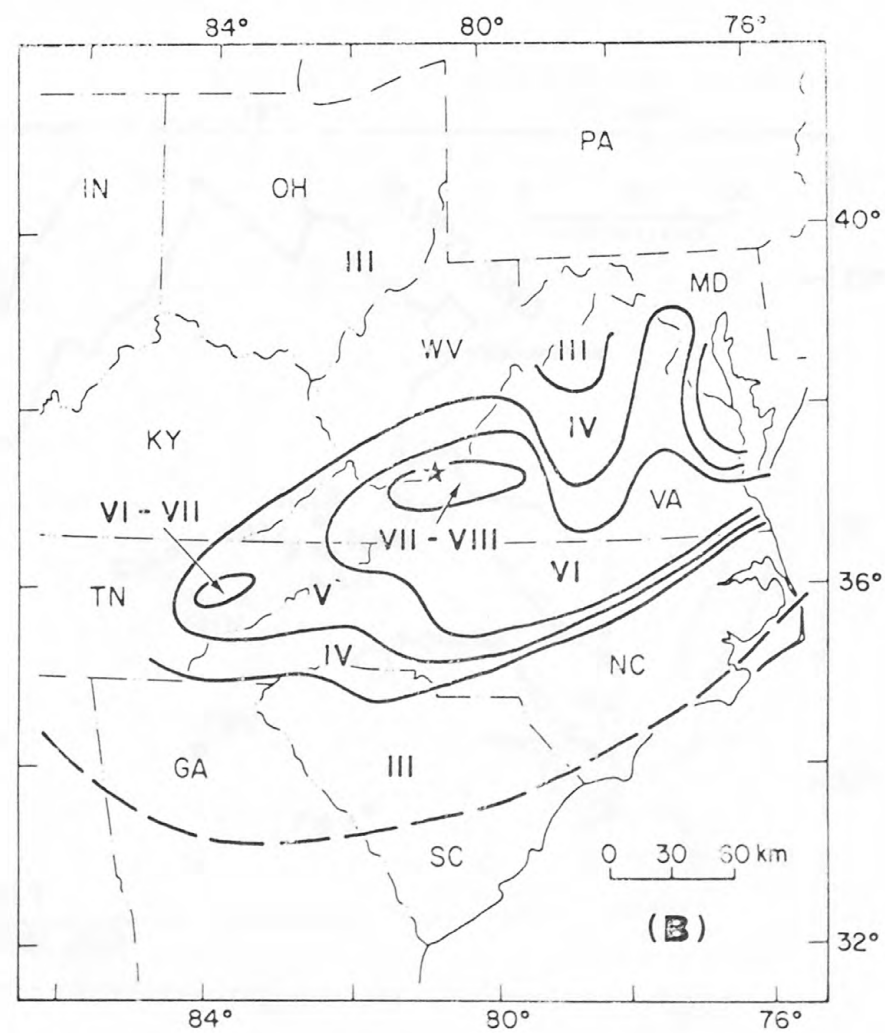 84° 80° 76°
PA
IN OH
40°
III
MD
WV III
IV
KY
VA
VI - VII
VII - VIII
VI
36°
TN V
IV
NC
GA III
0 30 60 km
SC
(B)
32°
84° 80° 76°